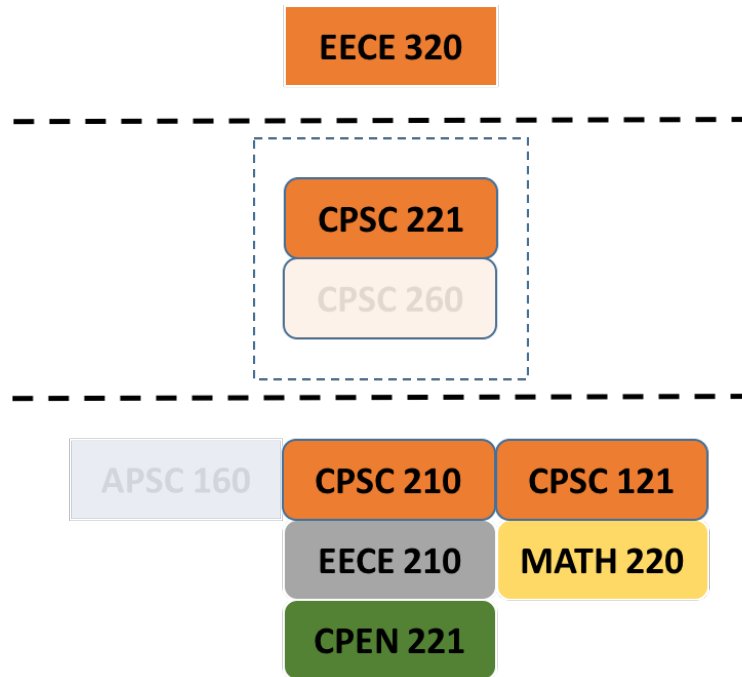 EECE 320
CPSC 221
CPSC 260
APSC 160 CPSC 210 CPSC 121
EECE 210 MATH 220
CPEN 221